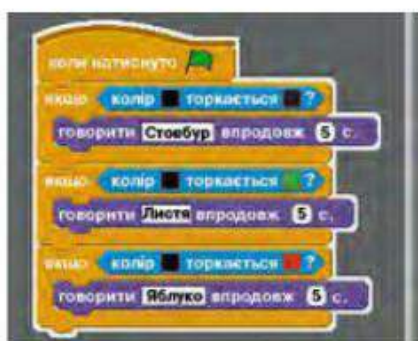 коли натиснуто
якщо колір торкається ?
говорити Стовбур впродовж 5 с.
якщо колір торкається ?
говорити Листя впродовж 5 с.
якщо колір торкається ?
говорити Яблуко впродовж 5 с.